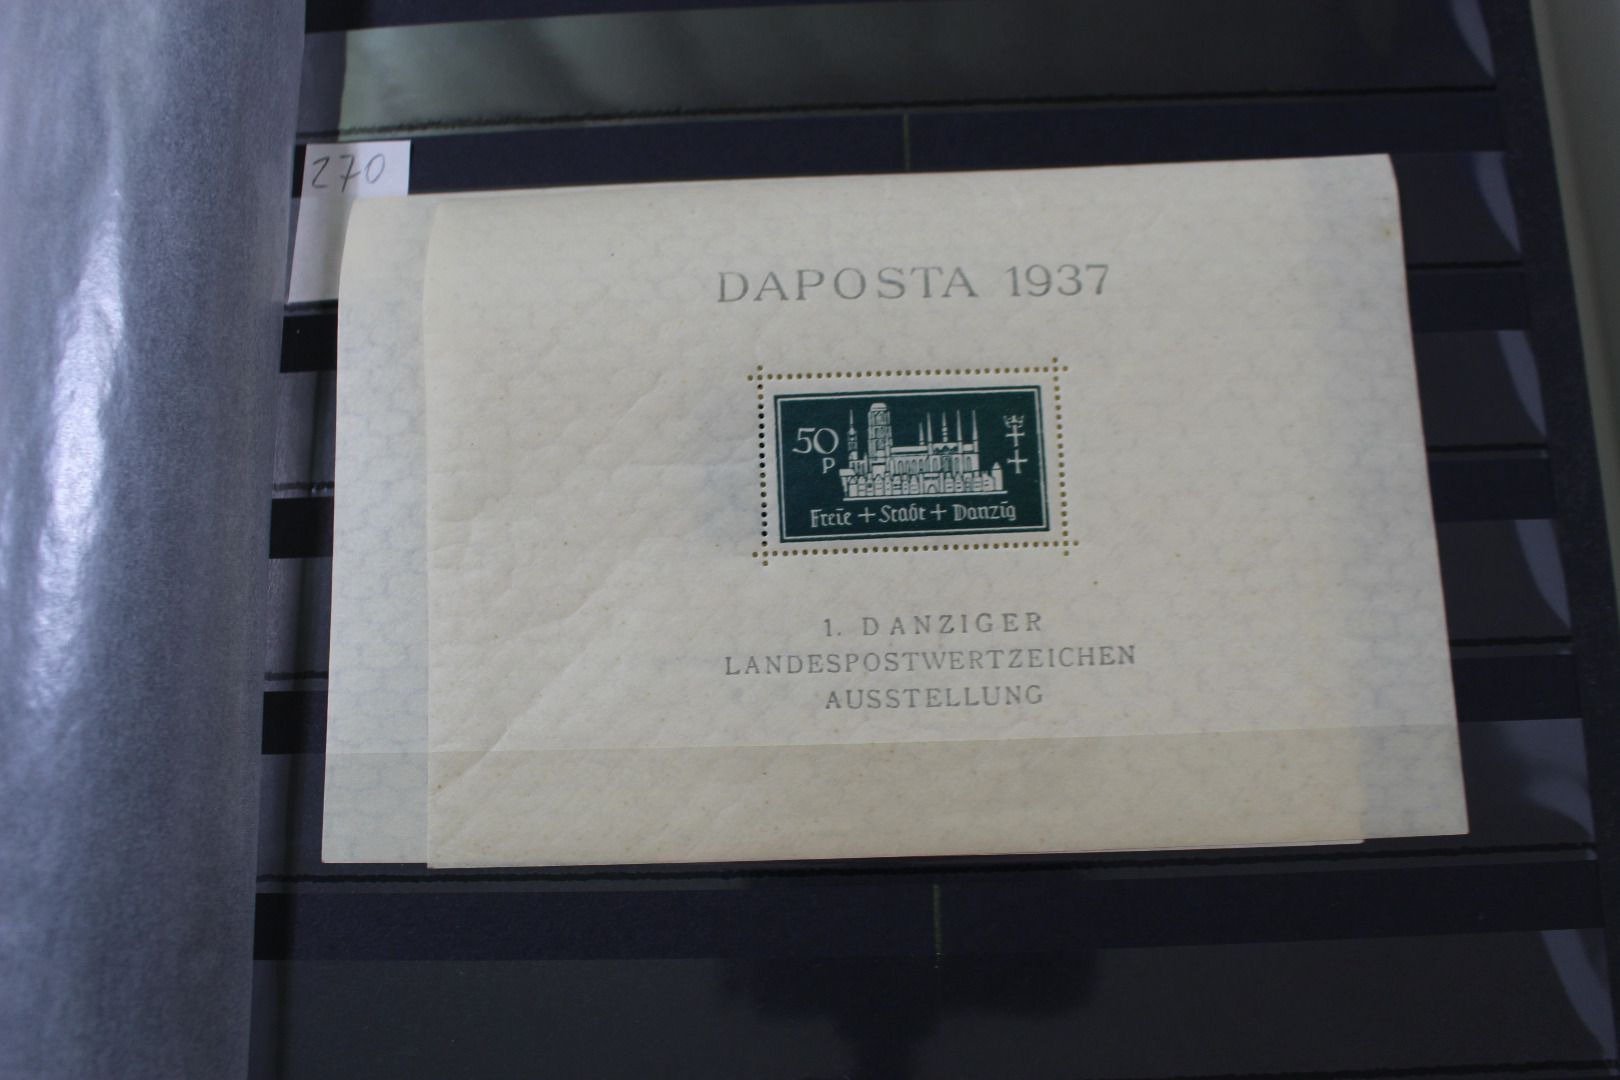 270
DAPOSTA 1937
50
P
Freie + Stadt + Danzig
1. DANZIGER
LANDESPOSTWERTZEICHEN
AUSSTELLUNG